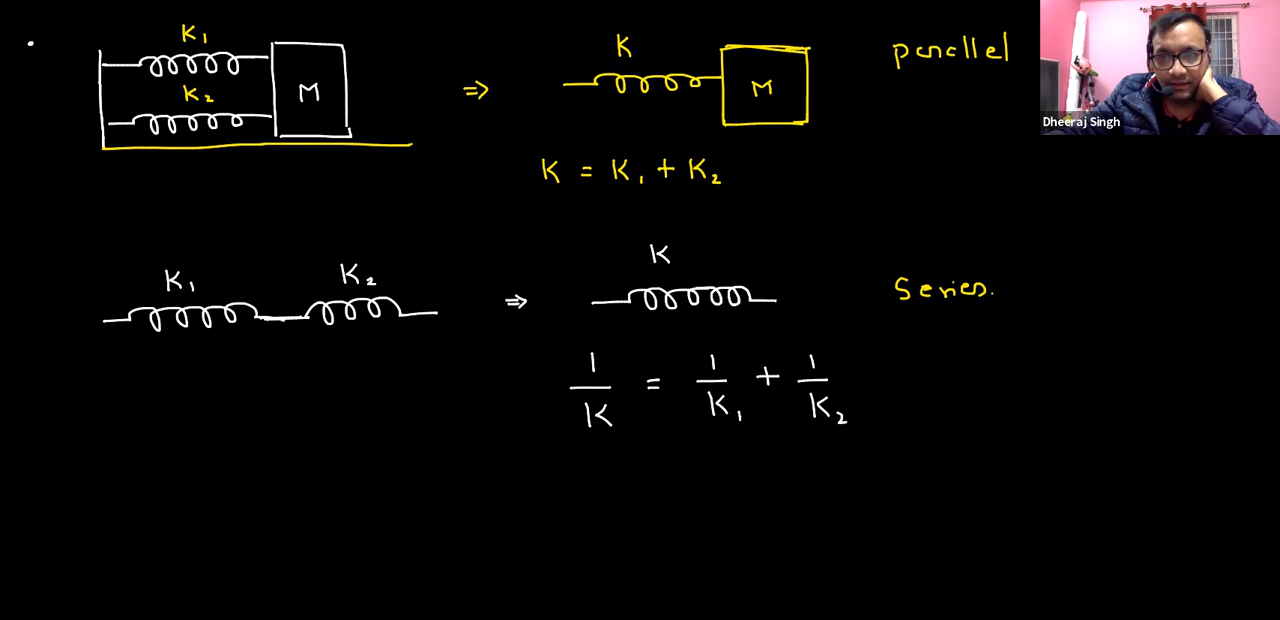 K₁
K₂
M
⇒
K
M
parallel
K = K₁ + K₂
Dheeraj Singh
K₁
K₂
⇒
K
Series.
1/K = 1/K₁ + 1/K₂